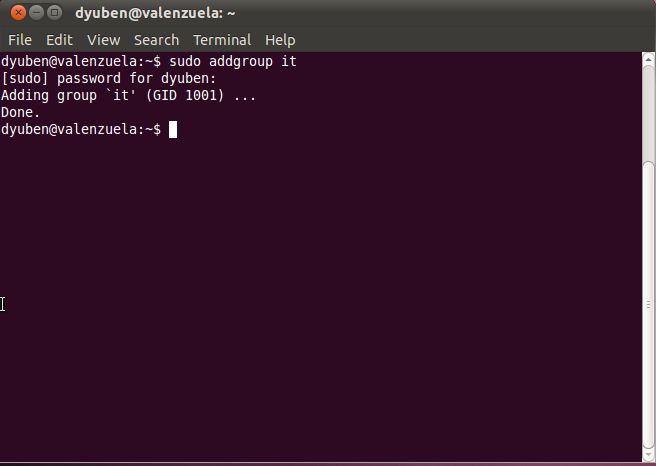 dyuben@valenzuela: ~
File Edit View Search Terminal Help
dyuben@valenzuela:~$ sudo addgroup it
[sudo] password for dyuben:
Adding group `it' (GID 1001) ...
Done.
dyuben@valenzuela:~$